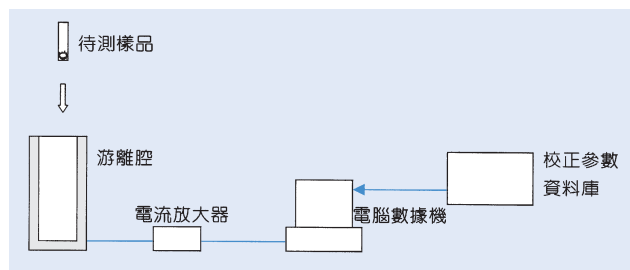 待測樣品
游離腔
校正參數
資料庫
電流放大器
電腦數據機